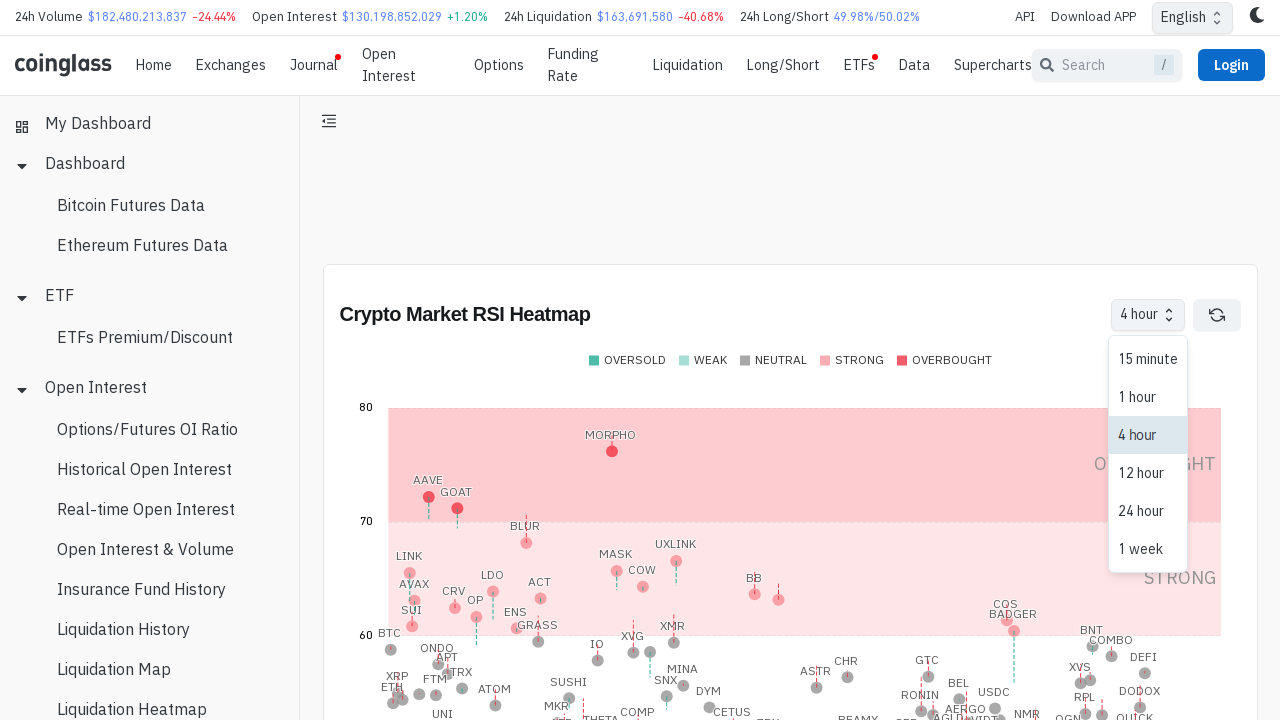 24h Volume $182,480,213,837 -24.44% Open Interest $130,198,852,029 +1.20% 24h Liquidation $163,691,580 -40.68% 24h Long/Short 49.98%/50.02% API Download APP English
coinglass Home Exchanges Journal Open Interest Options Funding Rate Liquidation Long/Short ETFs Data Supercharts Search / Login
My Dashboard
Dashboard
Bitcoin Futures Data
Ethereum Futures Data
ETF
ETFs Premium/Discount
Open Interest
Options/Futures OI Ratio
Historical Open Interest
Real-time Open Interest
Open Interest & Volume
Insurance Fund History
Liquidation History
Liquidation Map
Liquidation Heatmap
Crypto Market RSI Heatmap
4 hour
15 minute
1 hour
4 hour
12 hour
24 hour
1 week
OVERSOLD WEAK NEUTRAL STRONG OVERBOUGHT
80
MORPHO
AAVE
GOAT
70
BLUR
UXLINK
LINK MASK
COW
LDO
AVAX CRV ACT BB
STRONG
OP
SUI ENS COS
BADGER
GRASS XMR
60
BTC XVG BNT
IO COMBO
ONDO
APT CHR GTC DEFI
XRP TRX MINA ASTR XVS
FTM SNX
ETH ATOM SUSHI DYM BEL
RONIN USDC RPL DODOX
MKR COMP CETUS AERGO
UNI NMR
THETA QUICK